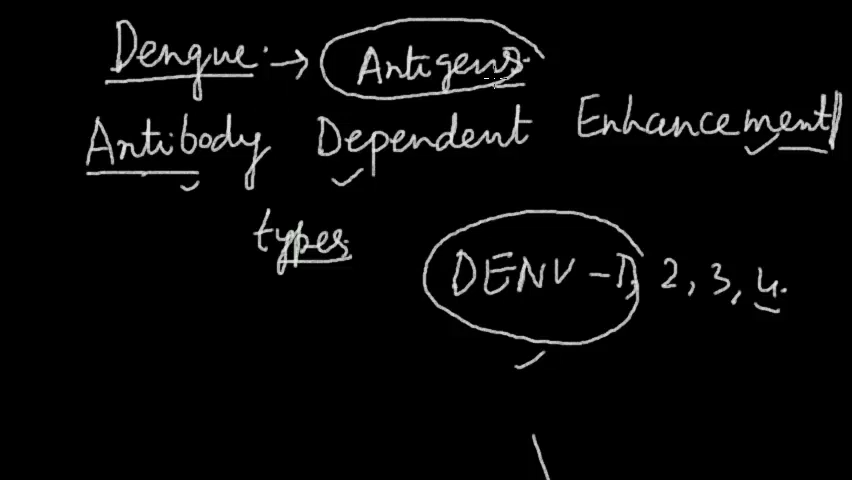 Dengue. → Antigens.
Antibody Dependent Enhancement
types
DENV - 1, 2, 3, 4.